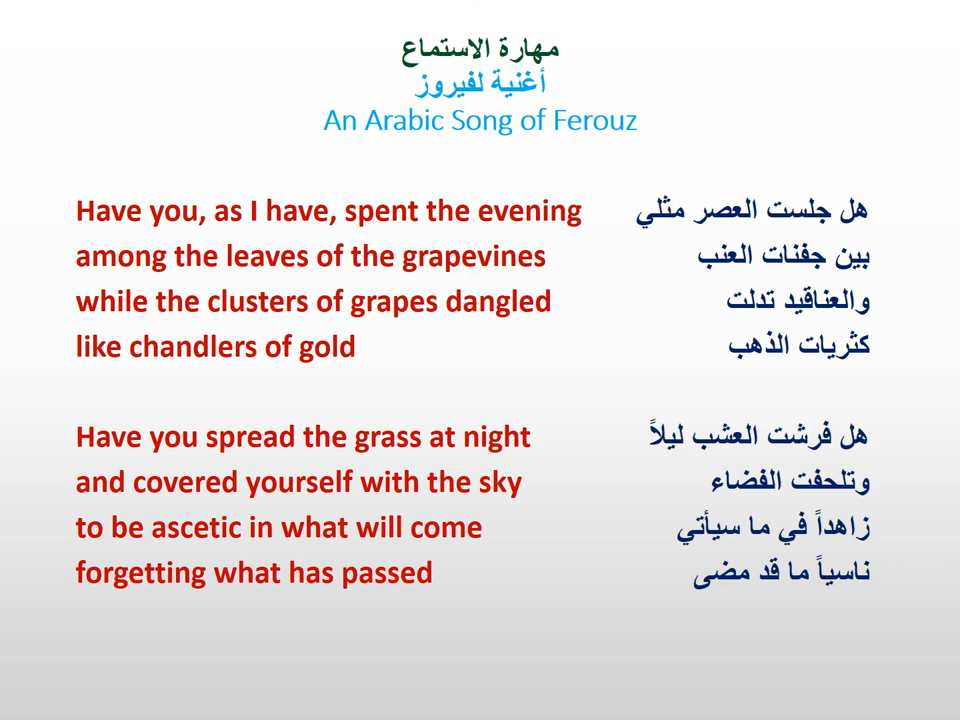 مهارة الاستماع
أغنية لفيروز
An Arabic Song of Ferouz
Have you, as I have, spent the evening
among the leaves of the grapevines
while the clusters of grapes dangled
like chandlers of gold
Have you spread the grass at night
and covered yourself with the sky
to be ascetic in what will come
forgetting what has passed
هل جلست العصر مثلي
بين جفنات العنب
والعناقيد تدلت
كثريات الذهب
هل فرشت العشب ليلاً
وتلحفت الفضاء
زاهداً في ما سيأتي
ناسياً ما قد مضى